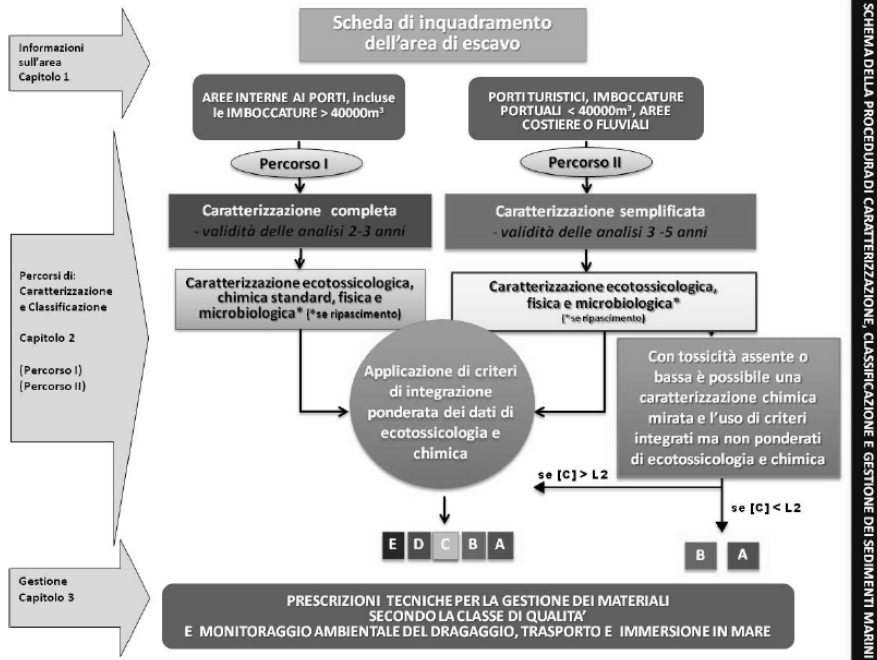 Scheda di inquadramento
dell'area di escavo
Informazioni
sull'area
Capitolo 1
AREE INTERNE AI PORTI, incluse
le IMBOCCATURE > 40000m³
PORTI TURISTICI, IMBOCCATURE
PORTUALI < 40000m³, AREE
COSTIERE O FLUVIALI
Percorso I
Percorso II
Caratterizzazione completa
- validità delle analisi 2-3 anni
Caratterizzazione semplificata
- validità delle analisi 3 -5 anni
Percorsi di:
Caratterizzazione
e Classificazione
Capitolo 2
(Percorso I)
(Percorso II)
Caratterizzazione ecotossicologica,
chimica standard, fisica e
microbiologica* (*se ripascimento)
Caratterizzazione ecotossicologica,
fisica e microbiologica*
(*se ripascimento)
Applicazione di criteri
di integrazione
ponderata dei dati di
ecotossicologia e
chimica
Con tossicità assente o
bassa è possibile una
caratterizzazione chimica
mirata e l'uso di criteri
integrati ma non ponderati
di ecotossicologia e chimica
se [C] > L2
se [C] < L2
E D C B A
B A
Gestione
Capitolo 3
PRESCRIZIONI TECNICHE PER LA GESTIONE DEI MATERIALI
SECONDO LA CLASSE DI QUALITA'
E MONITORAGGIO AMBIENTALE DEL DRAGAGGIO, TRASPORTO E IMMERSIONE IN MARE
SCHEMA DELLA PROCEDURA DI CARATTERIZZAZIONE, CLASSIFICAZIONE E GESTIONE DEI SEDIMENTI MARINI